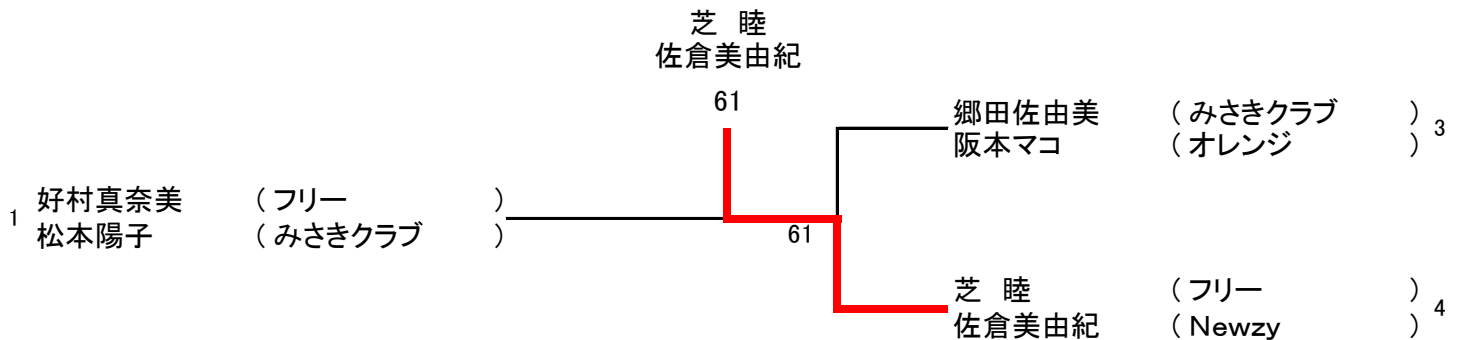 芝 睦
佐倉美由紀
61
郷田佐由美 ( みさきクラブ ) 3
阪本マコ ( オレンジ )
1 好村真奈美 ( フリー )
松本陽子 ( みさきクラブ )
61
芝 睦 ( フリー ) 4
佐倉美由紀 ( Newzy )